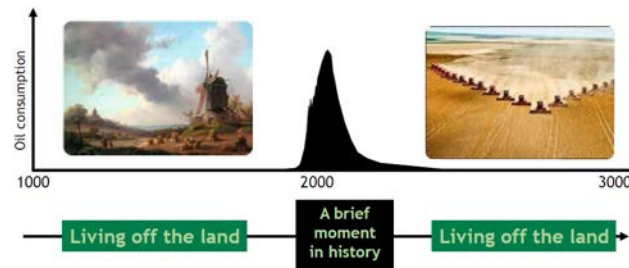 Oil consumption
1000
2000
3000
Living off the land
A brief
moment
in history
Living off the land